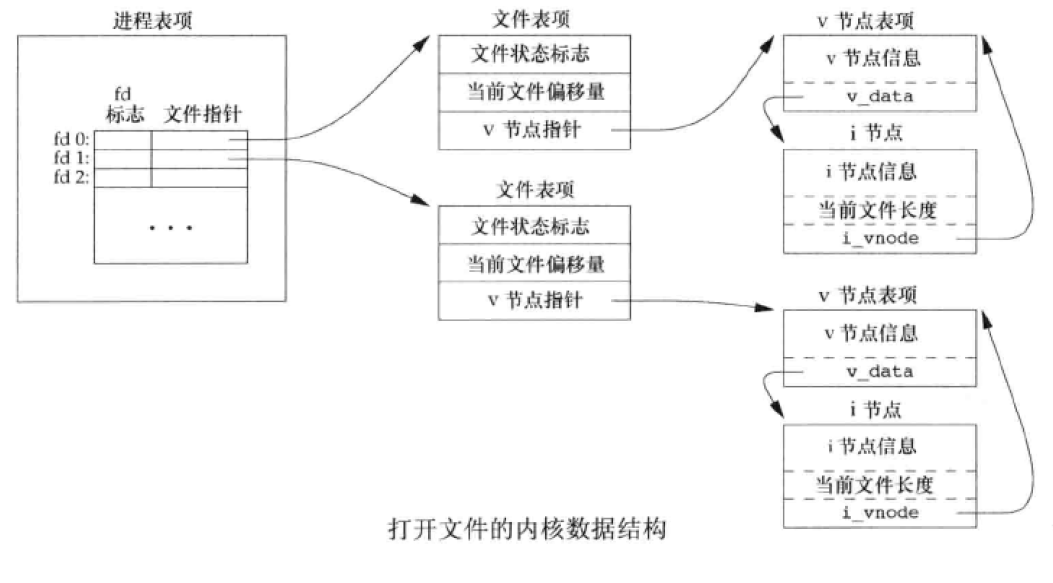 进程表项
fd
标志 文件指针
fd 0:
fd 1:
fd 2:
• • •
文件表项
文件状态标志
当前文件偏移量
v 节点指针
文件表项
文件状态标志
当前文件偏移量
v 节点指针
v 节点表项
v 节点信息
v_data
i 节点
i 节点信息
当前文件长度
i_vnode
v 节点表项
v 节点信息
v_data
i 节点
i 节点信息
当前文件长度
i_vnode
打开文件的内核数据结构